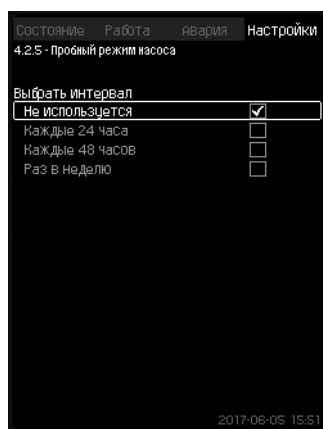 Состояние Работа Авария Настройки
4.2.5 - Пробный режим насоса
Выбрать интервал
Не используется
Каждые 24 часа
Каждые 48 часов
Раз в неделю
2017-06-05 15:51